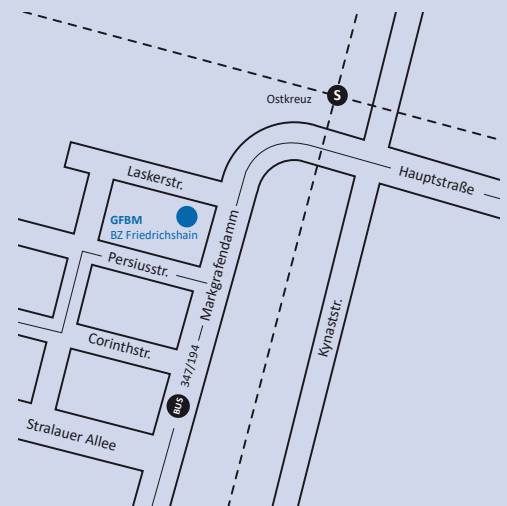 S
Ostkreuz
Hauptstraße
Laskerstr.
GFBM
BZ Friedrichshain
Markgrafendamm
Persiusstr.
Kynaststr.
Corinthstr.
347/194
BUS
Stralauer Allee